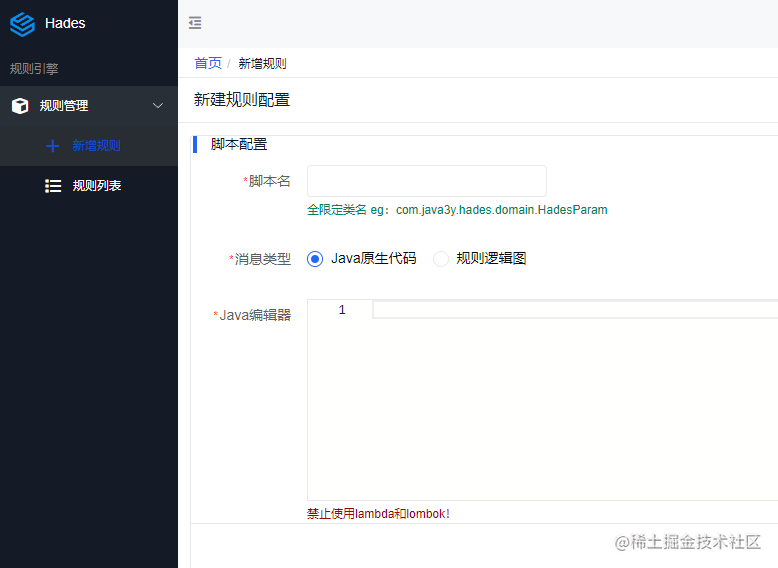 Hades
规则引擎
规则管理
新增规则
规则列表
首页 / 新增规则
新建规则配置
脚本配置
*脚本名
全限定类名 eg：com.java3y.hades.domain.HadesParam
*消息类型 Java原生代码 规则逻辑图
*Java编辑器 1
禁止使用lambda和lombok!
@稀土掘金技术社区